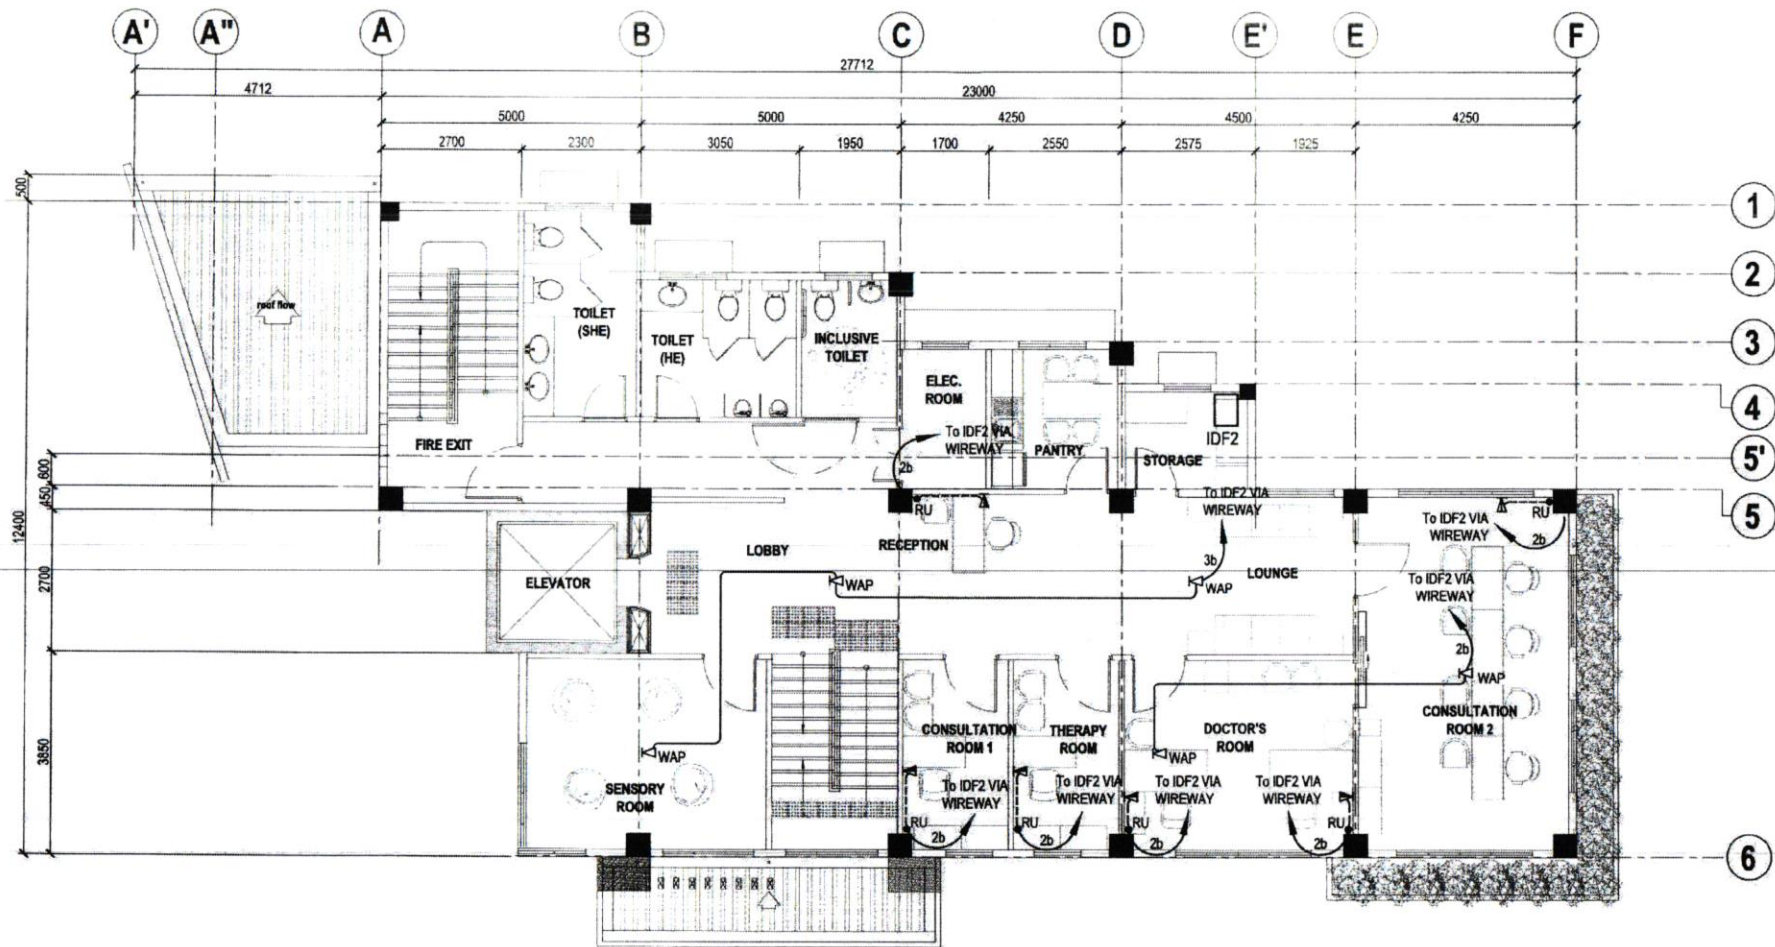 A' A" A B C D E' E F
27712
4712 23000
5000 5000 4250 4500 4250
2700 2300 3050 1950 1700 2550 2575 1925
500
1
2
roof flow
TOILET
(SHE)
TOILET
(HE)
INCLUSIVE
TOILET
3
ELEC.
ROOM
4
IDF2
FIRE EXIT
To IDF2 VIA
WIREWAY
2b
PANTRY
STORAGE
5'
800
450
12400
5
RU
To IDF2 VIA
WIREWAY
RU
To IDF2 VIA
WIREWAY
2b
LOBBY
RECEPTION
3b
LOUNGE
ELEVATOR
WAP
WAP
To IDF2 VIA
WIREWAY
2700
2b
WAP
CONSULTATION
ROOM 2
CONSULTATION
ROOM 1
THERAPY
ROOM
DOCTOR'S
ROOM
WAP
WAP
3850
SENSORY
ROOM
To IDF2 VIA
WIREWAY
To IDF2 VIA
WIREWAY
To IDF2 VIA
WIREWAY
To IDF2 VIA
WIREWAY
RU
2b
RU
2b
RU
2b
RU
2b
6